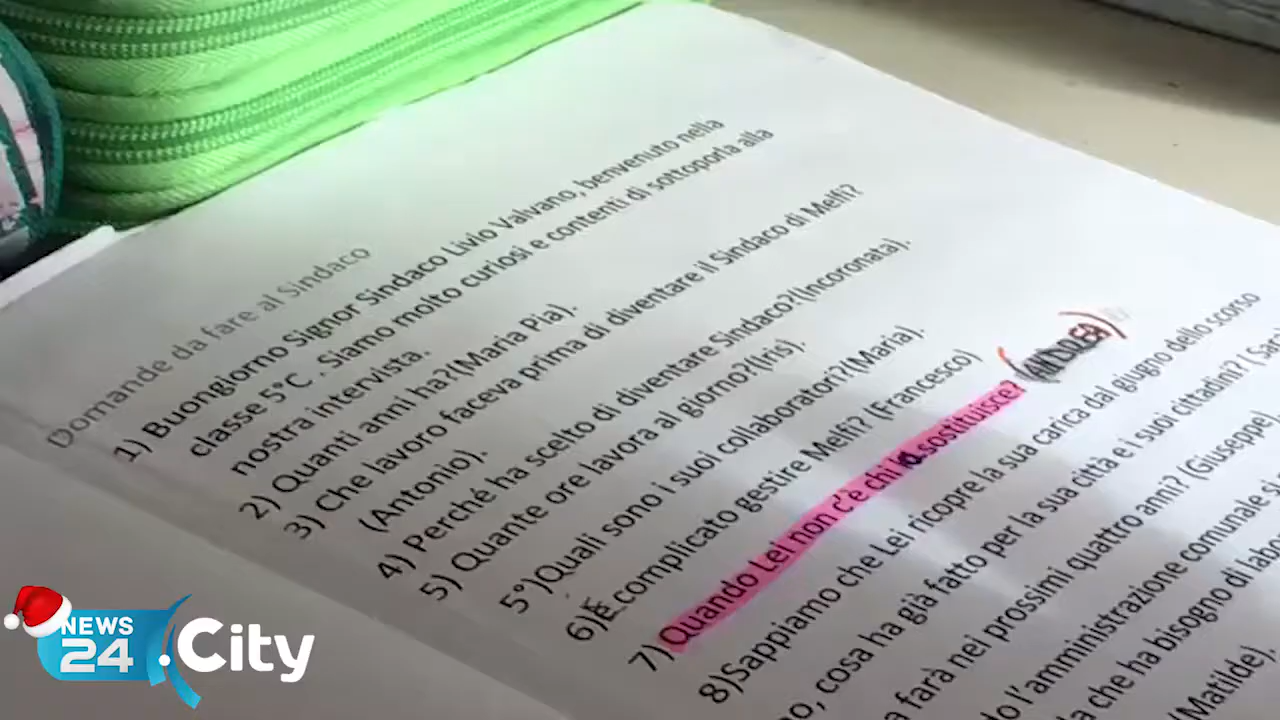 Domande da fare al Sindaco
1) Buongiorno Signor Sindaco Livio Valvano, benvenuto nella
classe 5°C . Siamo molto curiosi e contenti di sottoporla alla
nostra intervista.
2) Quanti anni ha?(Maria Pia).
3) Che lavoro faceva prima di diventare il Sindaco di Melfi?
(Antonio).
4) Perché ha scelto di diventare Sindaco?(Incoronata).
5) Quante ore lavora al giorno?(Iris).
5°)Quali sono i suoi collaboratori?(Maria).
6)È complicato gestire Melfi? (Francesco)
7) Quando Lei non c'è chi la sostituisce? (ANDREA)
8)Sappiamo che Lei ricopre la sua carica dal giugno dello scorso
cosa ha già fatto per la sua città e i suoi cittadini? (
farà nei prossimi quattro anni? (Giuseppe)
l'amministrazione comunale
che ha bisogno di
(Matilde).
NEWS
24 .City